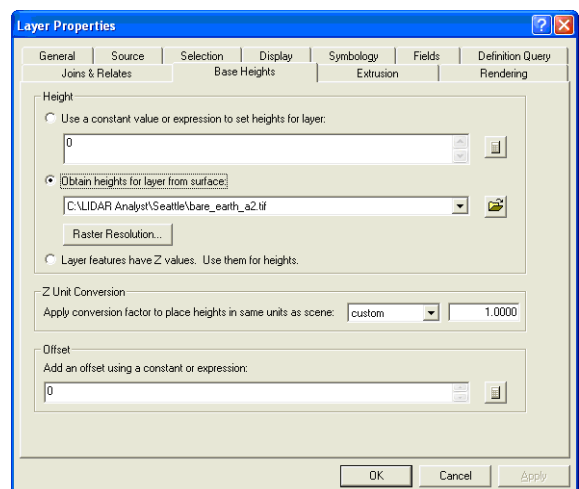 Layer Properties
General Source Selection Display Symbology Fields Definition Query
Joins & Relates Base Heights Extrusion Rendering
Height
Use a constant value or expression to set heights for layer:
0
Obtain heights for layer from surface:
C:\LIDAR Analyst\Seattle\bare_earth_a2.tif
Raster Resolution...
Layer features have Z values. Use them for heights.
Z Unit Conversion
Apply conversion factor to place heights in same units as scene: custom 1.0000
Offset
Add an offset using a constant or expression:
0
OK Cancel Apply